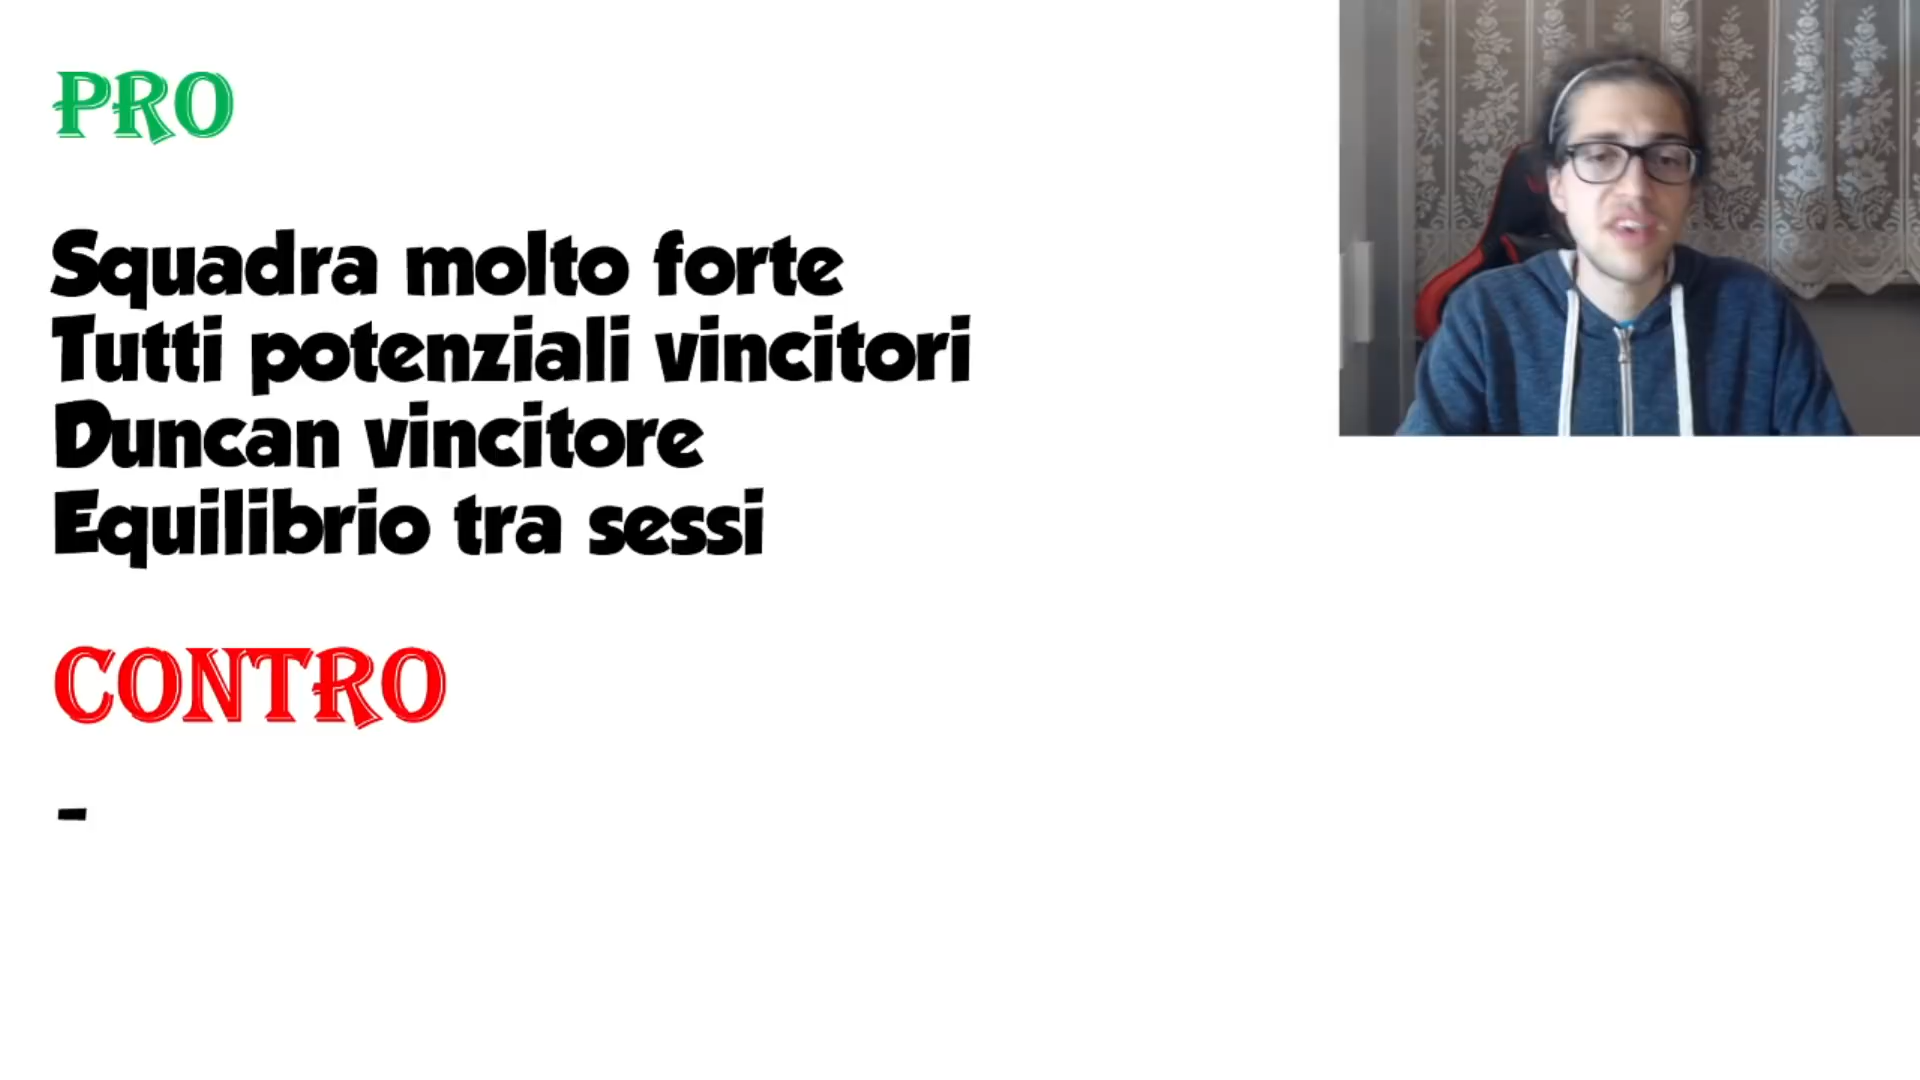 PRO
Squadra molto forte
Tutti potenziali vincitori
Duncan vincitore
Equilibrio tra sessi
CONTRO
-